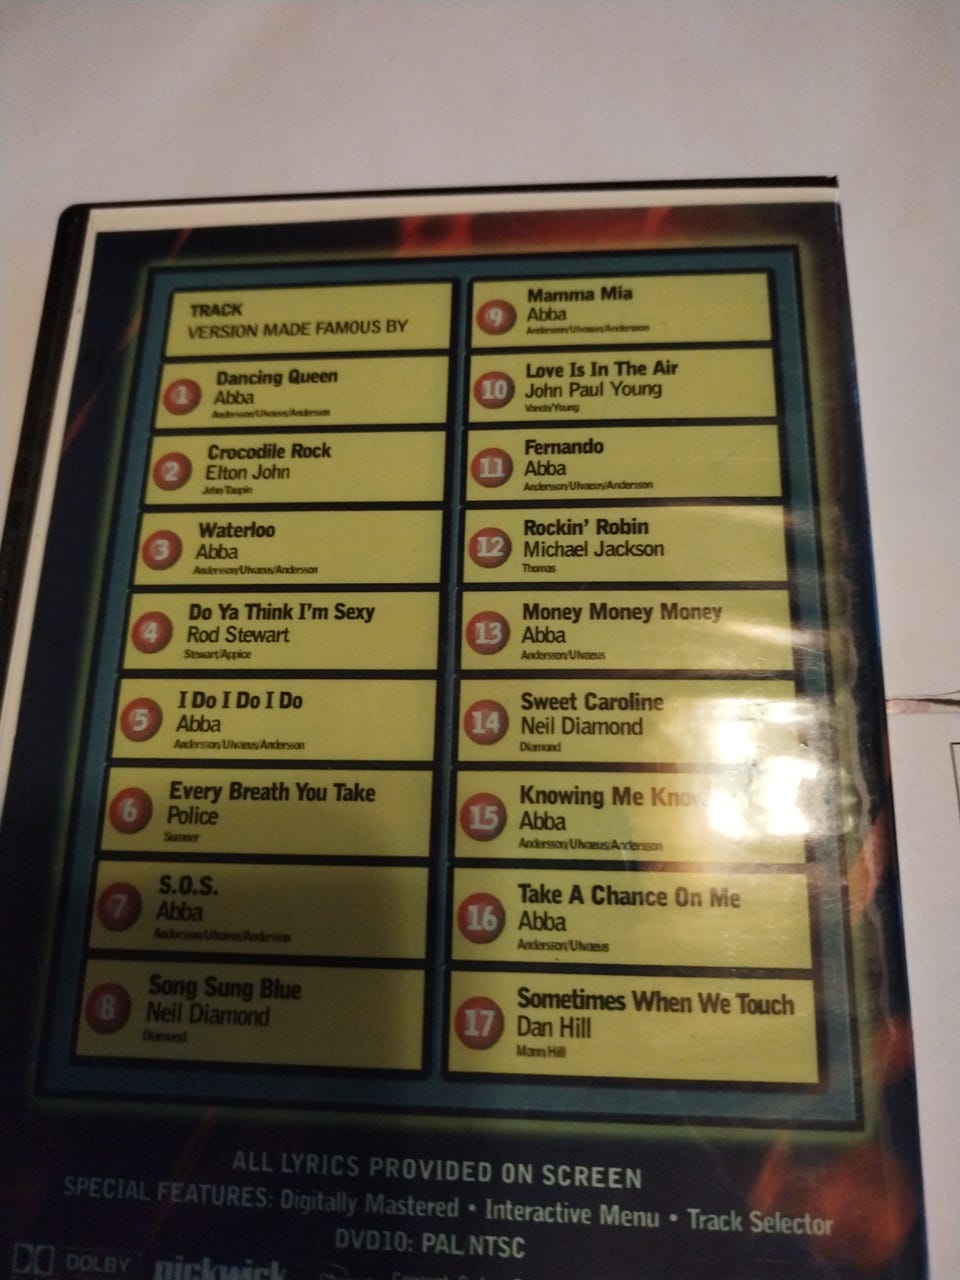 TRACK
VERSION MADE FAMOUS BY
1
Dancing Queen
Abba
Andersson/Ulvaeus/Andersson
2
Crocodile Rock
Elton John
John/Taupin
3
Waterloo
Abba
Andersson/Ulvaeus/Andersson
4
Do Ya Think I'm Sexy
Rod Stewart
Stewart/Appice
5
I Do I Do I Do
Abba
Andersson/Ulvaeus/Andersson
6
Every Breath You Take
Police
Sumner
7
S.O.S.
Abba
Andersson/Ulvaeus/Andersson
8
Song Sung Blue
Neil Diamond
Diamond
9
Mamma Mia
Abba
Andersson/Ulvaeus/Andersson
10
Love Is In The Air
John Paul Young
Vanda/Young
11
Fernando
Abba
Andersson/Ulvaeus/Andersson
12
Rockin' Robin
Michael Jackson
Thomas
13
Money Money Money
Abba
Andersson/Ulvaeus
14
Sweet Caroline
Neil Diamond
Diamond
15
Knowing Me
Abba
Andersson/Ulvaeus/Andersson
16
Take A Chance On Me
Abba
Andersson/Ulvaeus
17
Sometimes When We Touch
Dan Hill
Mann/Hill
ALL LYRICS PROVIDED ON SCREEN
SPECIAL FEATURES: Digitally Mastered • Interactive Menu • Track Selector
DVD10: PAL/NTSC
DOLBY pickwick